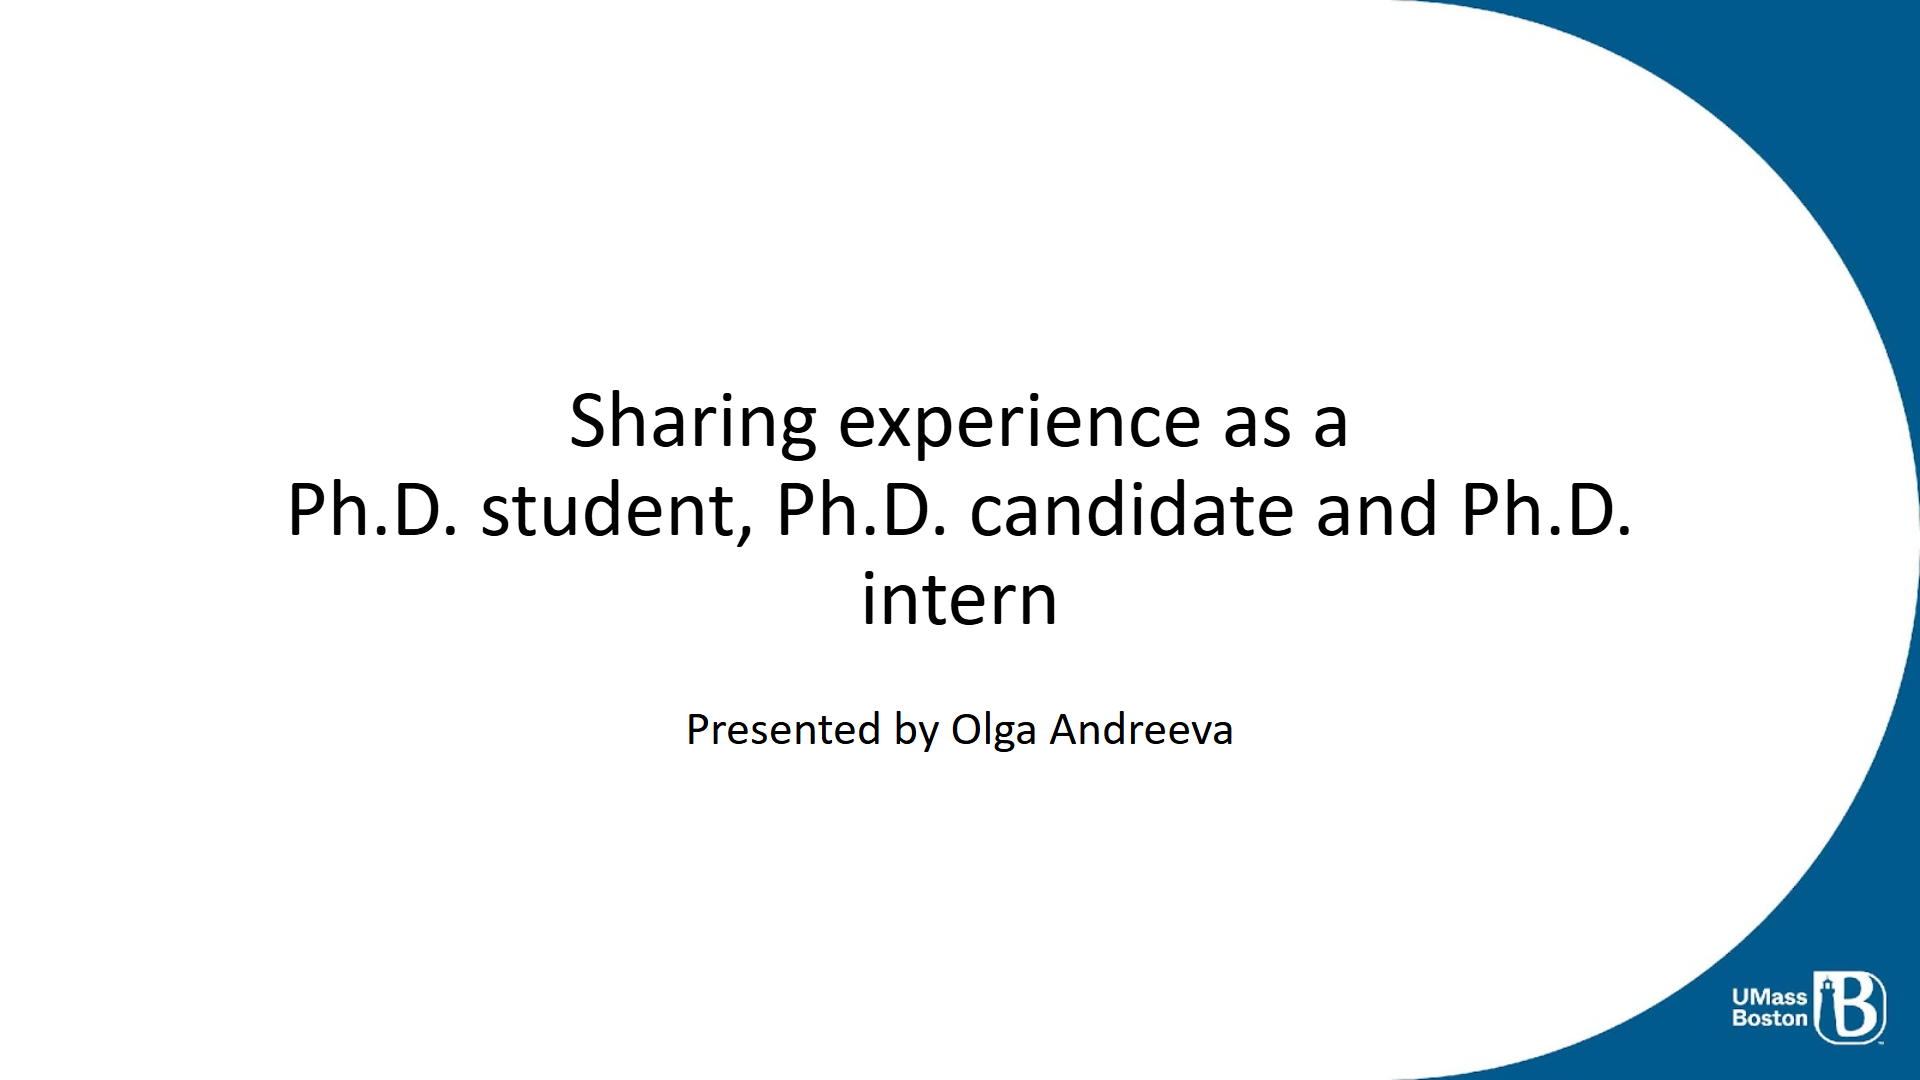 Sharing experience as a
Ph.D. student, Ph.D. candidate and Ph.D.
intern
Presented by Olga Andreeva
UMass
Boston
B